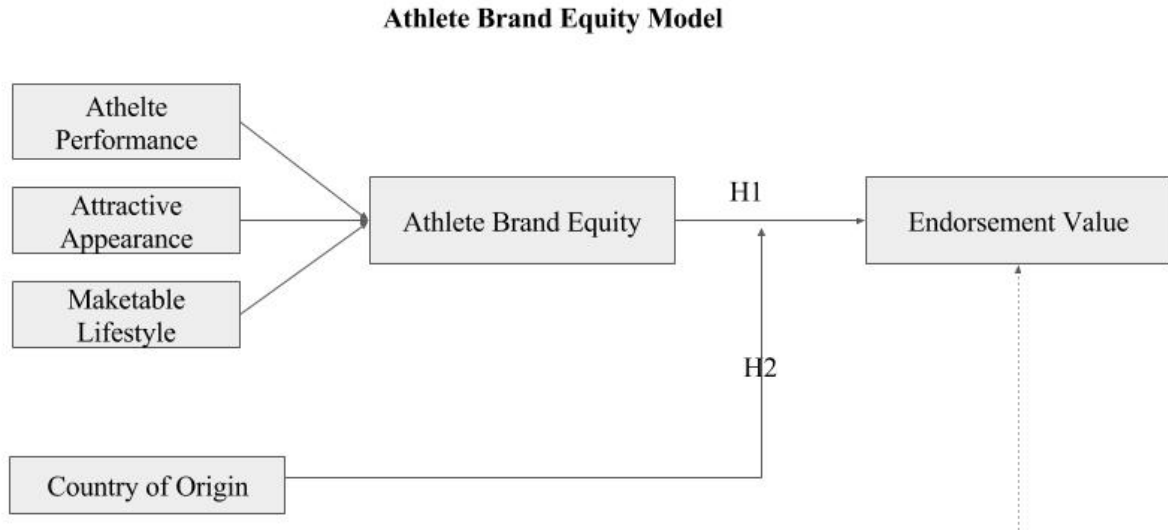 Athlete Brand Equity Model
Athelte
Performance
Attractive
Appearance
Maketable
Lifestyle
Athlete Brand Equity
H1
Endorsement Value
H2
Country of Origin